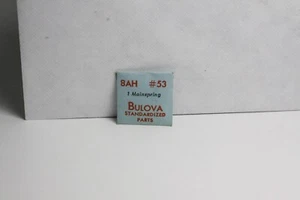 8AH #53
1 Mainspring
BULOVA
STANDARDIZED
PARTS